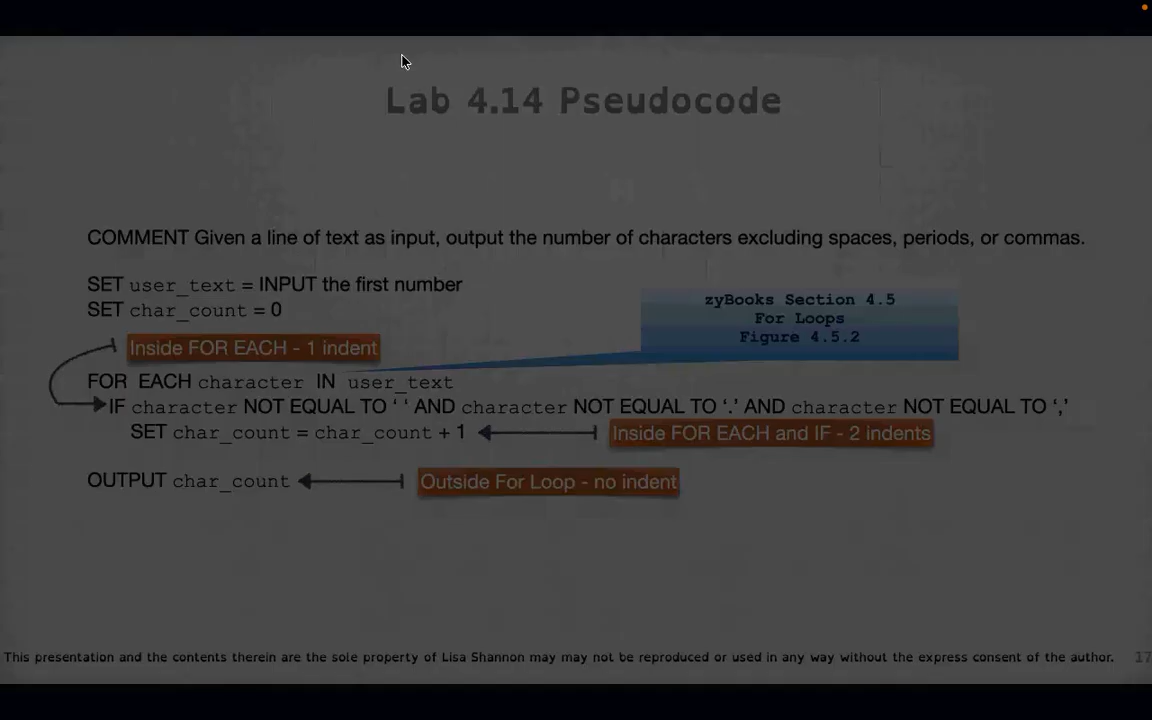 Lab 4.14 Pseudocode
COMMENT Given a line of text as input, output the number of characters excluding spaces, periods, or commas.
SET user_text = INPUT the first number
SET char_count = 0
zyBooks Section 4.5
For Loops
Figure 4.5.2
Inside FOR EACH - 1 indent
FOR EACH character IN user_text
IF character NOT EQUAL TO ‘ ‘ AND character NOT EQUAL TO ‘.’ AND character NOT EQUAL TO ‘,’
SET char_count = char_count + 1
Inside FOR EACH and IF - 2 indents
OUTPUT char_count
Outside For Loop - no indent
This presentation and the contents therein are the sole property of Lisa Shannon may may not be reproduced or used in any way without the express consent of the author.
17